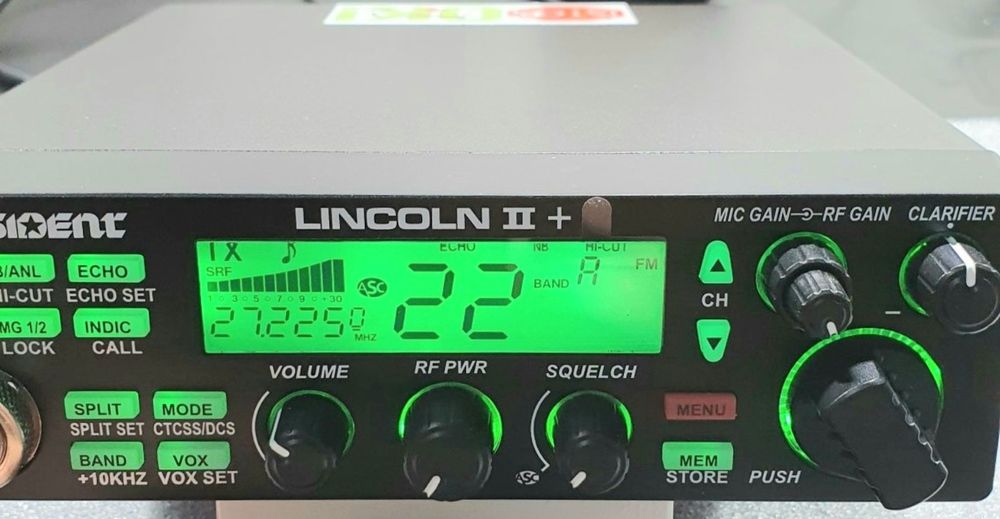 SIDENT
LINCOLN II +
MIC GAIN RF GAIN CLARIFIER
/ANL ECHO
HI-CUT ECHO SET
MG 1/2 INDIC
LOCK CALL
TX ECHO NB HI-CUT
SRF ASC 22 BAND A FM
1 3 5 7 9 +30
27.2250 MHZ
CH
VOLUME RF PWR SQUELCH
SPLIT MODE
SPLIT SET CTCSS/DCS
BAND VOX
+10KHZ VOX SET
ASC
MENU
MEM
STORE PUSH